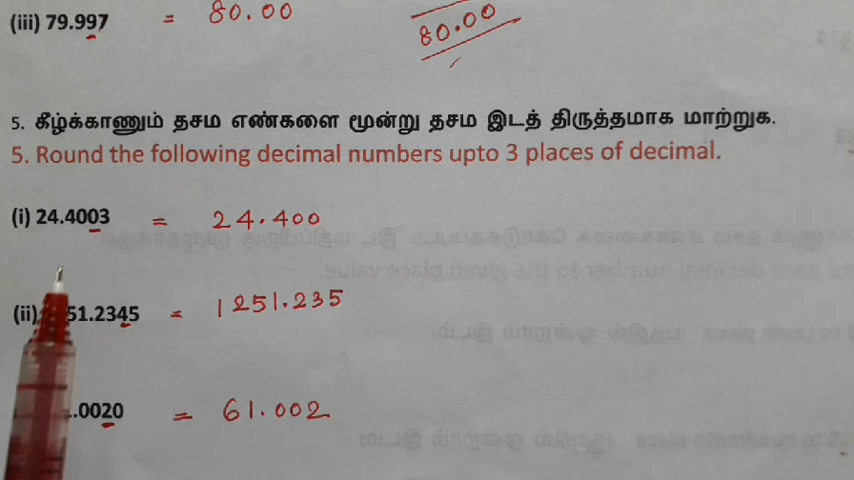 (iii) 79.997 = 80.00 80.00
5. கீழ்க்காணும் தசம எண்களை மூன்று தசம இடத் திருத்தமாக மாற்றுக.
5. Round the following decimal numbers upto 3 places of decimal.
(i) 24.4003 = 24.400
(ii) 51.2345 = 1251.235
.0020 = 61.002